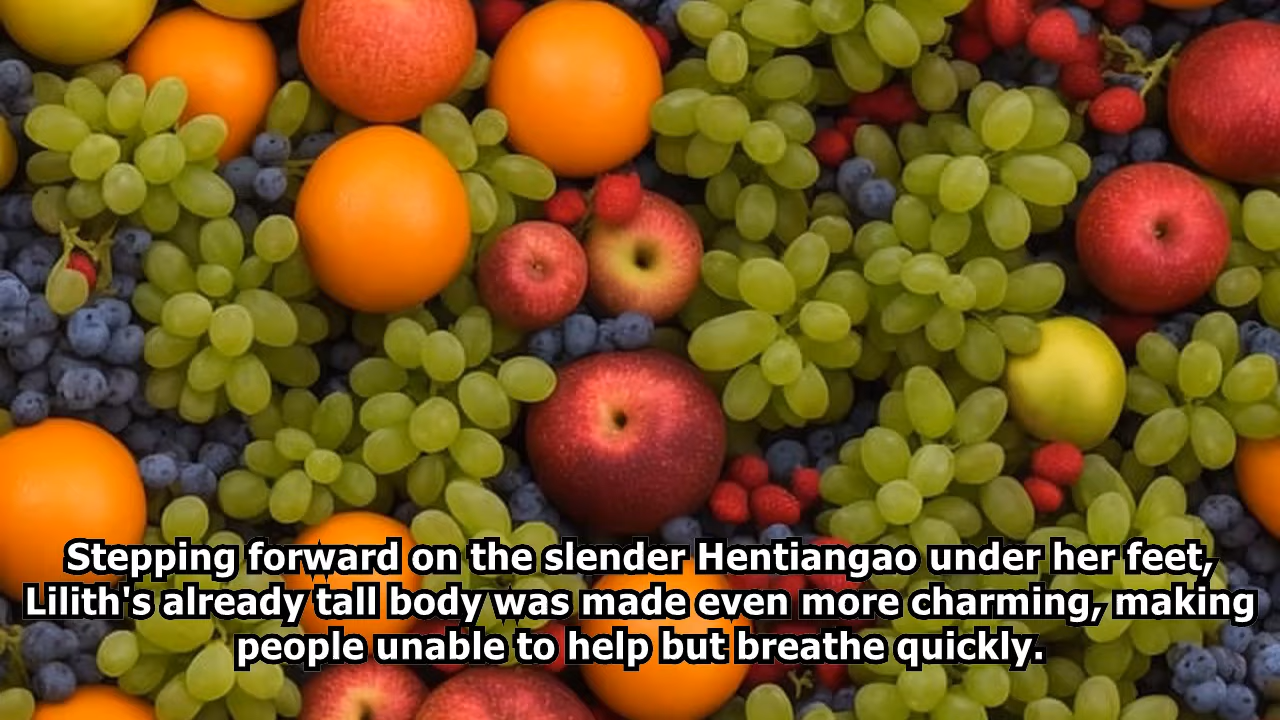 Stepping forward on the slender Hentiangao under her feet,
Lilith's already tall body was made even more charming, making
people unable to help but breathe quickly.